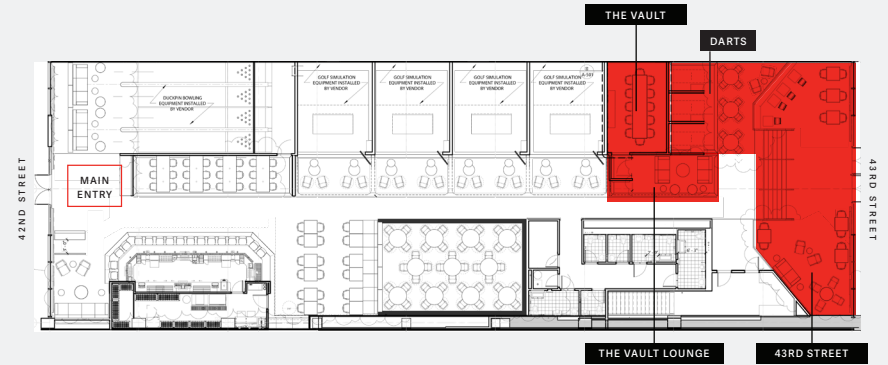 THE VAULT
DARTS
GOLF SIMULATION
EQUIPMENT INSTALLED
BY VENDOR
GOLF SIMULATION
EQUIPMENT INSTALLED
BY VENDOR
GOLF SIMULATION
EQUIPMENT INSTALLED
BY VENDOR
GOLF SIMULATION
EQUIPMENT INSTALLED
BY VENDOR
DUCKPIN BOWLING
EQUIPMENT INSTALLED
BY VENDOR
MAIN
ENTRY
42ND STREET
43RD STREET
THE VAULT LOUNGE
43RD STREET